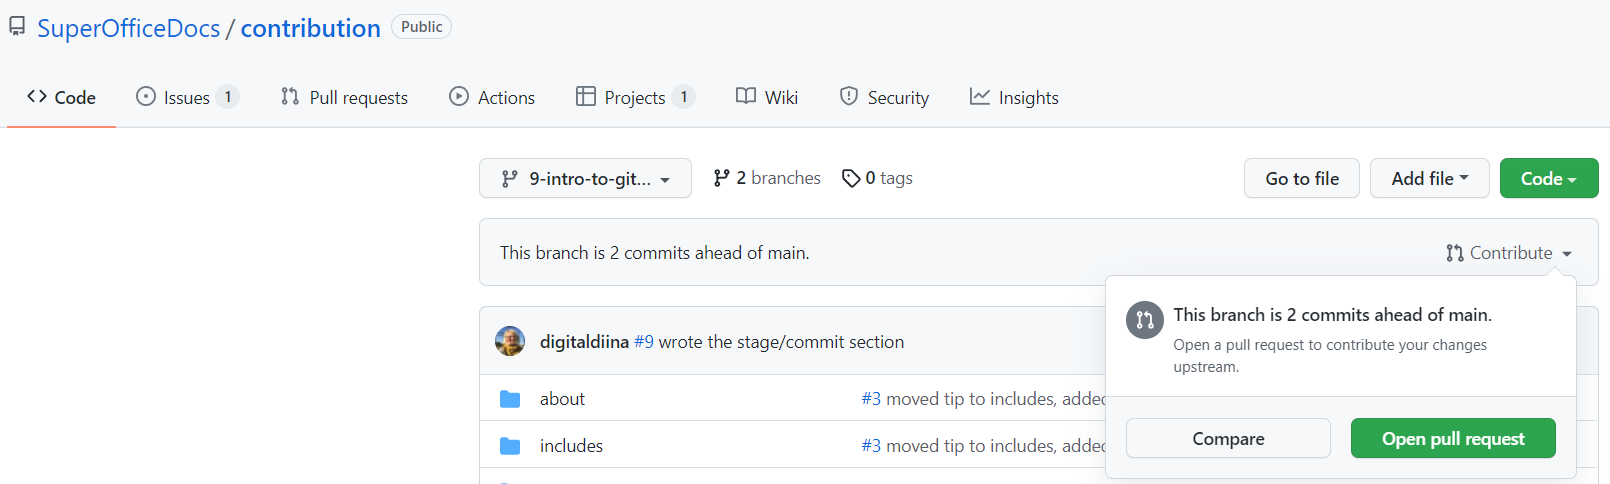 SuperOfficeDocs / contribution Public
Code Issues 1 Pull requests Actions Projects 1 Wiki Security Insights
9-intro-to-git... 2 branches 0 tags Go to file Add file Code
This branch is 2 commits ahead of main. Contribute
This branch is 2 commits ahead of main.
Open a pull request to contribute your changes
upstream.
Compare Open pull request
digitaldiina #9 wrote the stage/commit section
about #3 moved tip to includes, added
includes #3 moved tip to includes, added